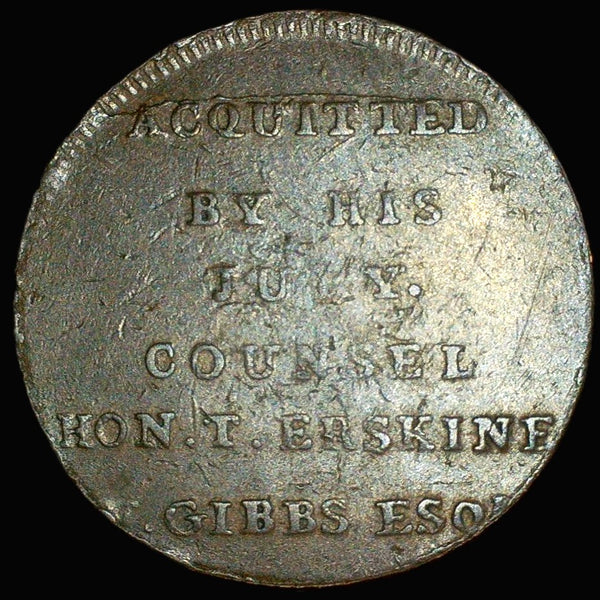 ACQUITTED
BY HIS
JURY.
COUNSEL
HON.T.ERSKINE
GIBBS ESQ